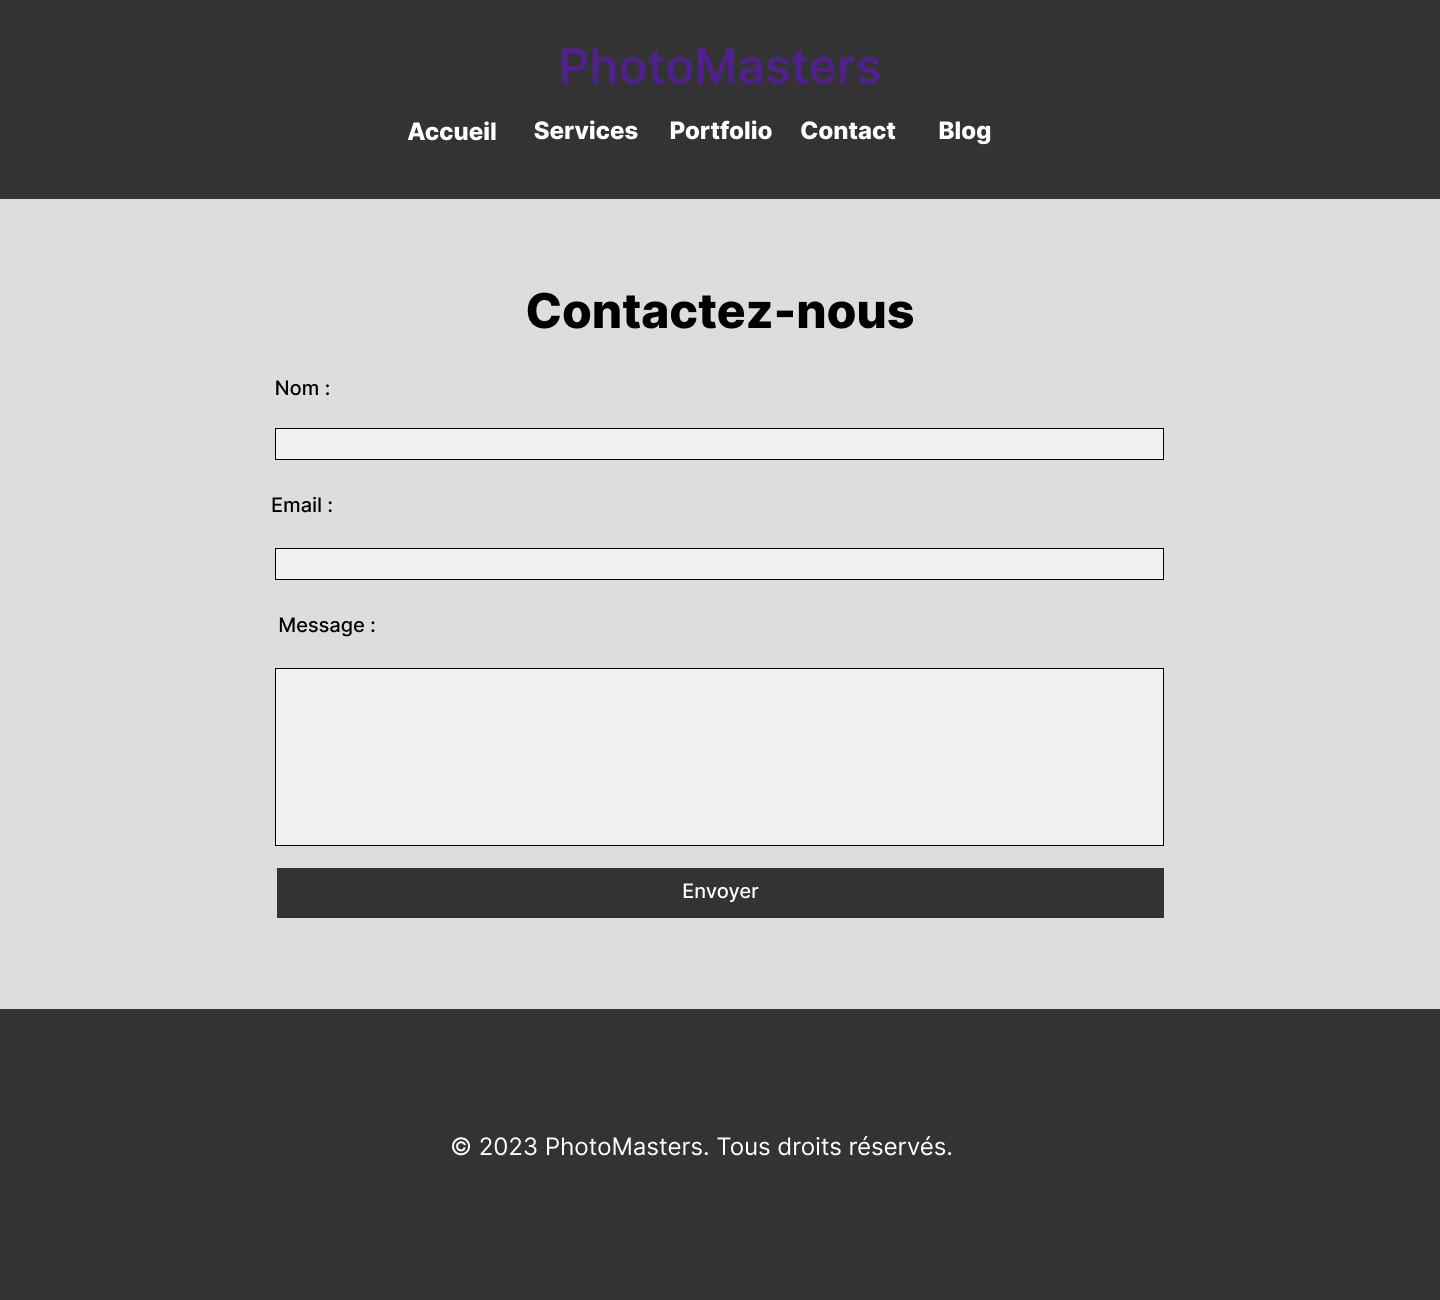 PhotoMasters
Accueil Services Portfolio Contact Blog
Contactez-nous
Nom :
Email :
Message :
Envoyer
© 2023 PhotoMasters. Tous droits réservés.